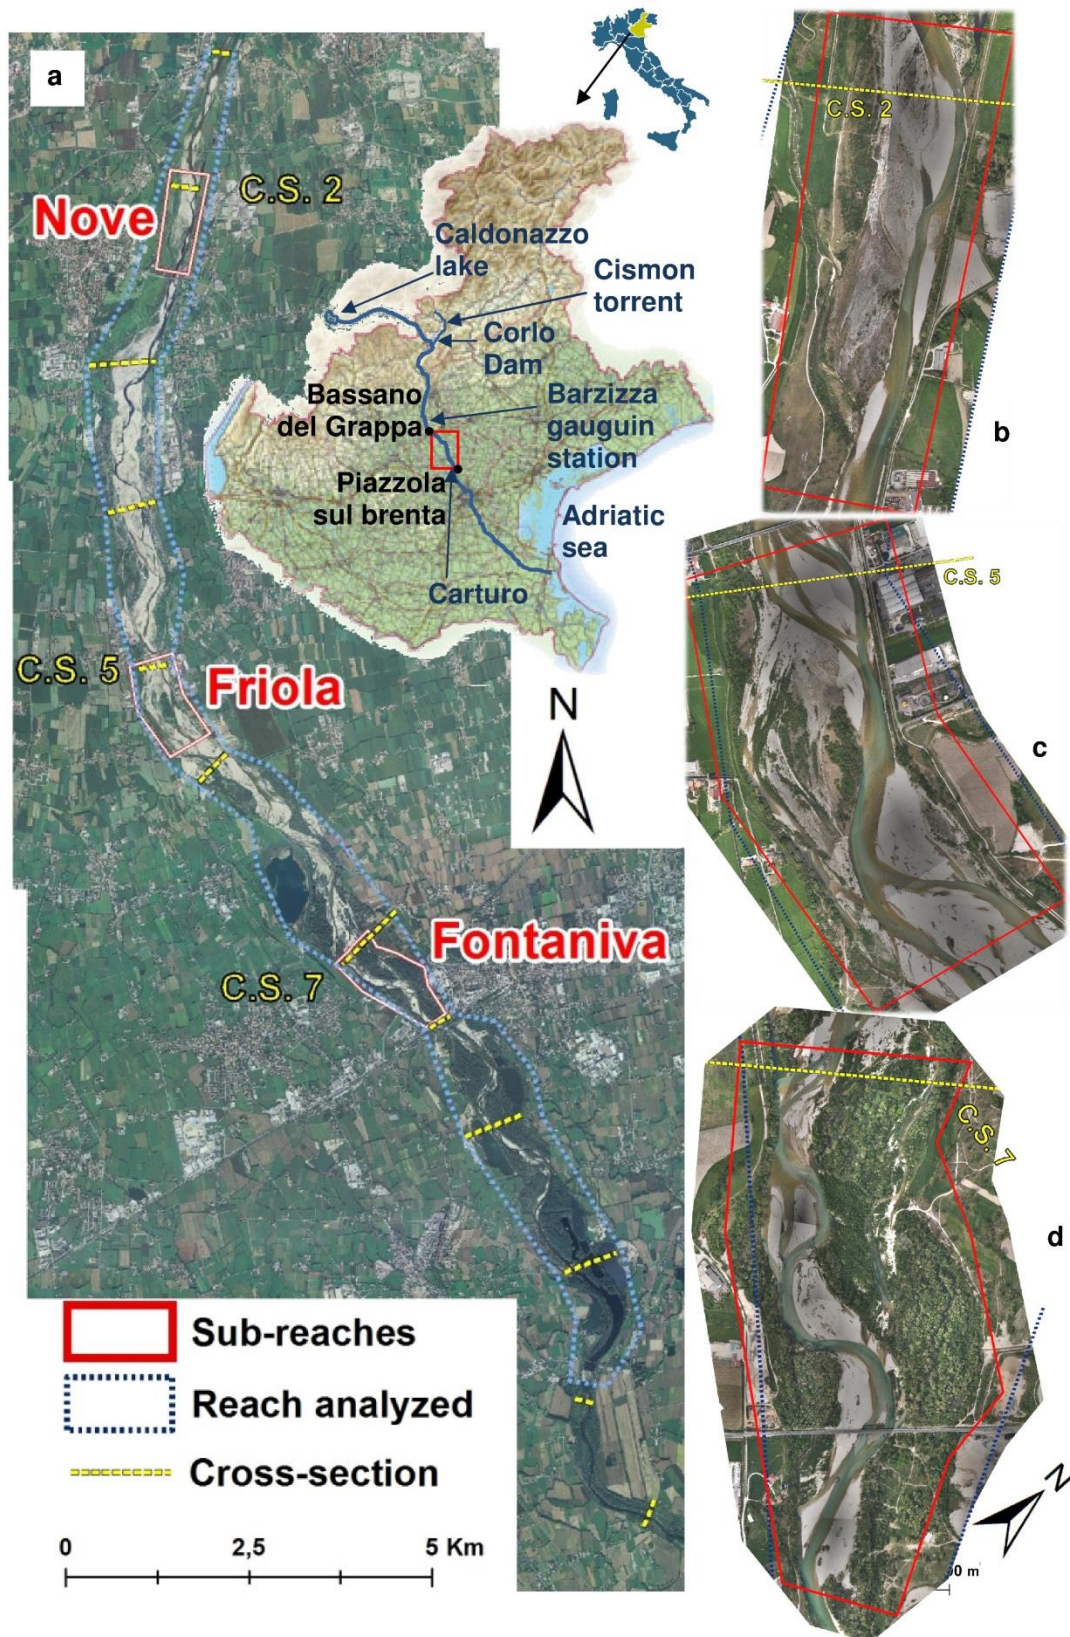 a
C.S. 2
Nove
Caldonazzo
lake
Cismon
torrent
Corlo
Dam
Bassano
del Grappa
Barzizza
gauguin
station
Piazzola
sul brenta
Adriatic
sea
Carturo
C.S. 5
Friola
N
Fontaniva
C.S. 7
Sub-reaches
Reach analyzed
Cross-section
0
2,5
5 Km
C.S. 2
b
C.S. 5
c
C.S. 7
d
N
m